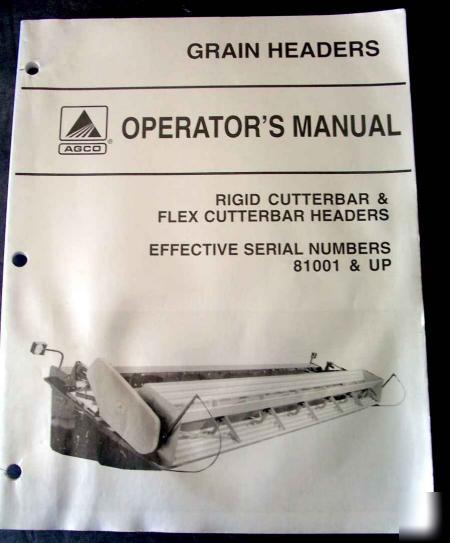 GRAIN HEADERS
AGCO ®
OPERATOR'S MANUAL
RIGID CUTTERBAR &
FLEX CUTTERBAR HEADERS
EFFECTIVE SERIAL NUMBERS
81001 & UP